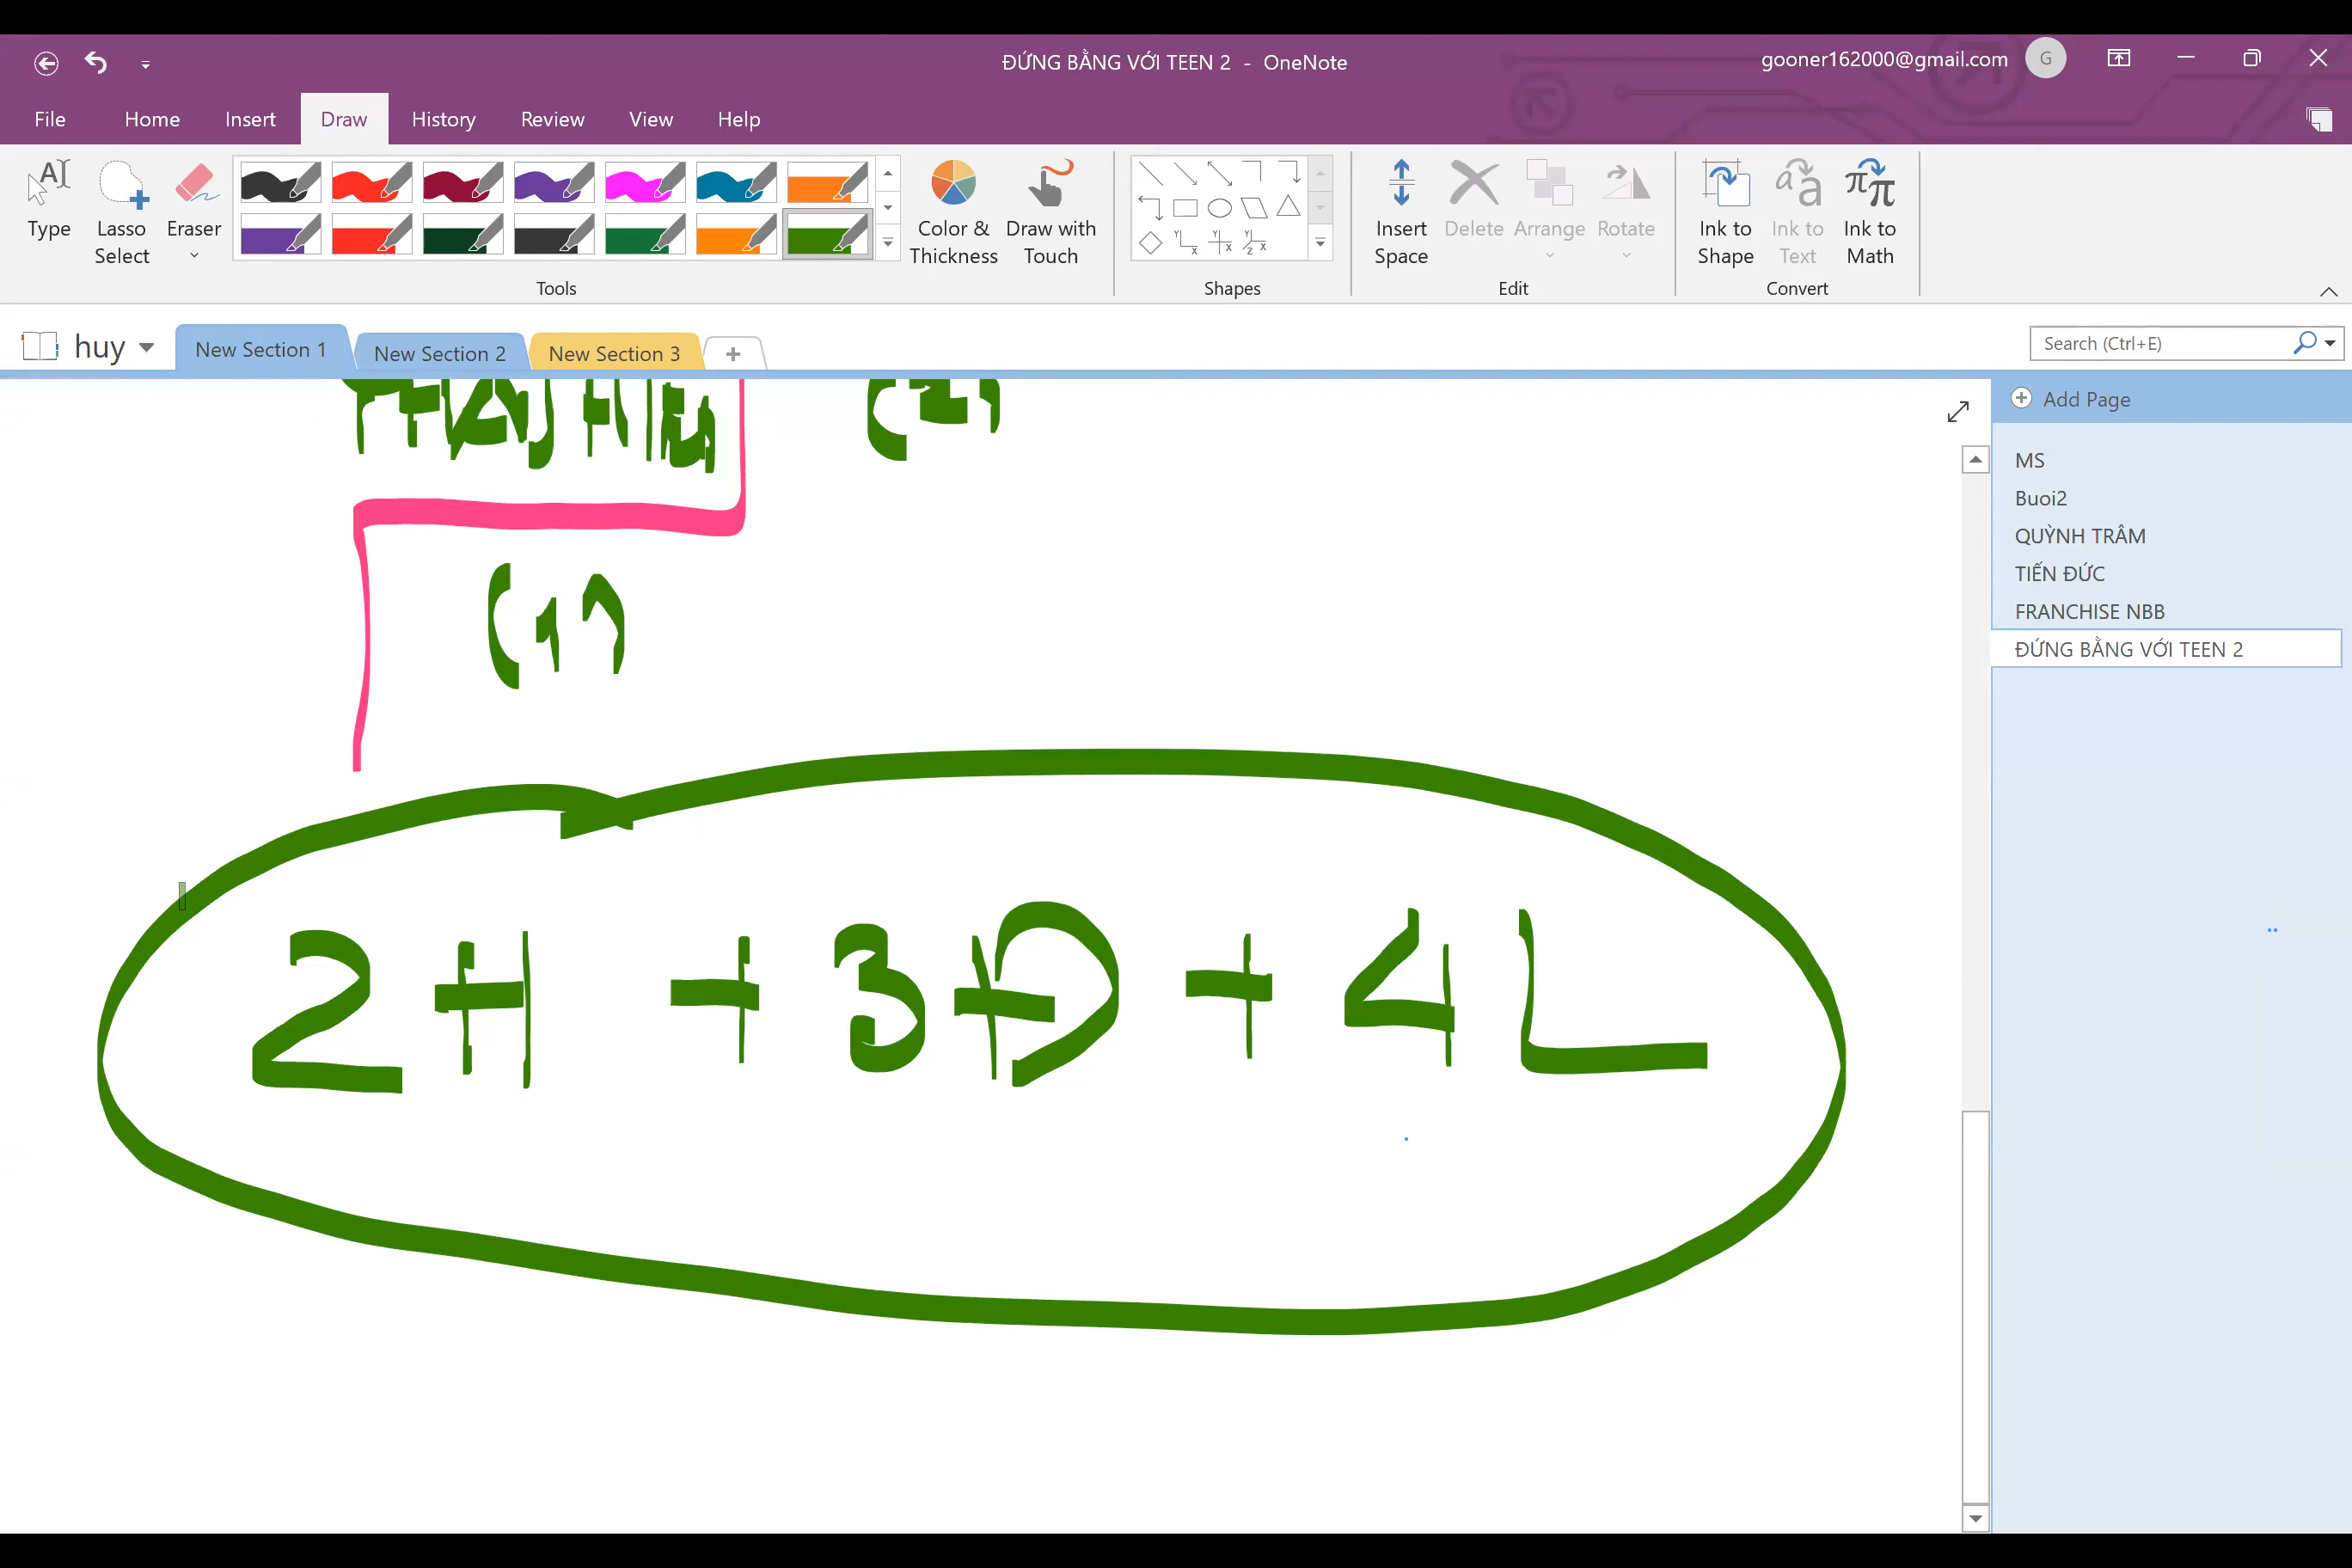 ĐỨNG BẰNG VỚI TEEN 2 - OneNote
gooner162000@gmail.com
G
File Home Insert Draw History Review View Help
Type
Lasso Select
Eraser
Color & Thickness
Draw with Touch
Insert Space
Delete
Arrange
Rotate
Ink to Shape
Ink to Text
Ink to Math
Tools
Shapes
Edit
Convert
huy
New Section 1
New Section 2
New Section 3
+
Search (Ctrl+E)
Add Page
MS
Buoi2
QUỲNH TRÂM
TIẾN ĐỨC
FRANCHISE NBB
ĐỨNG BẰNG VỚI TEEN 2
(2)
(1)
2H + 3Đ + 4L